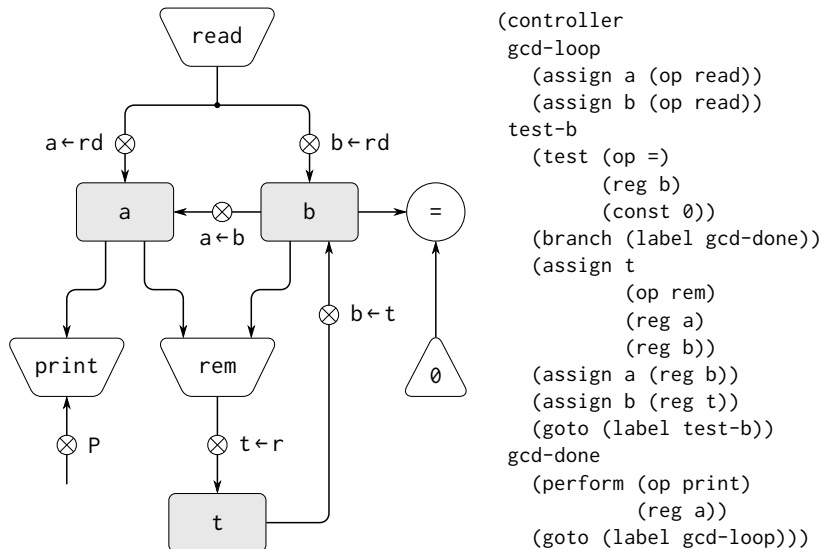 read
a←rd
b←rd
a
b
=
a←b
b←t
print
rem
0
P
t←r
t
(controller
gcd-loop
(assign a (op read))
(assign b (op read))
test-b
(test (op =)
(reg b)
(const 0))
(branch (label gcd-done))
(assign t
(op rem)
(reg a)
(reg b))
(assign a (reg b))
(assign b (reg t))
(goto (label test-b))
gcd-done
(perform (op print)
(reg a))
(goto (label gcd-loop)))